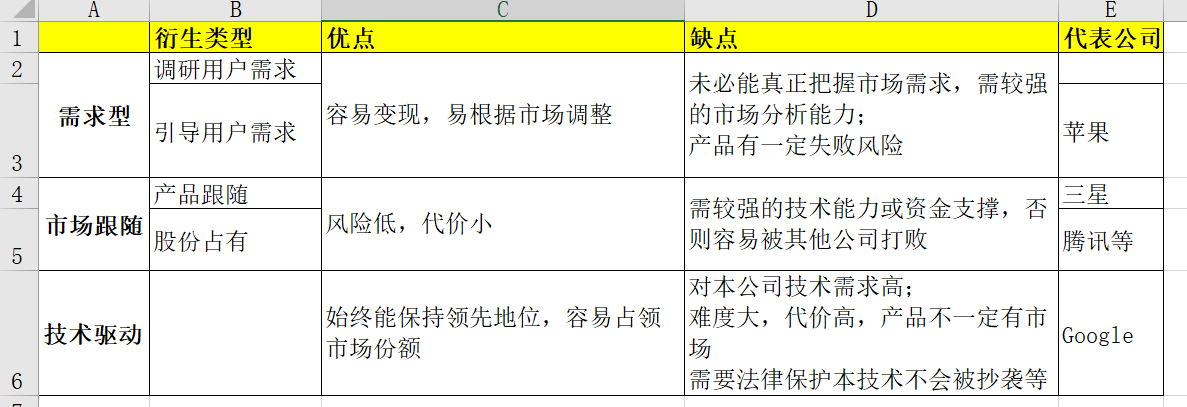 A B C D E
1 衍生类型 优点 缺点 代表公司
2 调研用户需求
需求型 引导用户需求 容易变现，易根据市场调整 未必能真正把握市场需求，需较强
的市场分析能力；
产品有一定失败风险
苹果
3
4 产品跟随 三星
市场跟随 股份占有 风险低，代价小 需较强的技术能力或资金支撑，否
则容易被其他公司打败
腾讯等
5
技术驱动 始终能保持领先地位，容易占领
市场份额
对本公司技术需求高；
难度大，代价高，产品不一定有市
场
需要法律保护本技术不会被抄袭等
Google
6